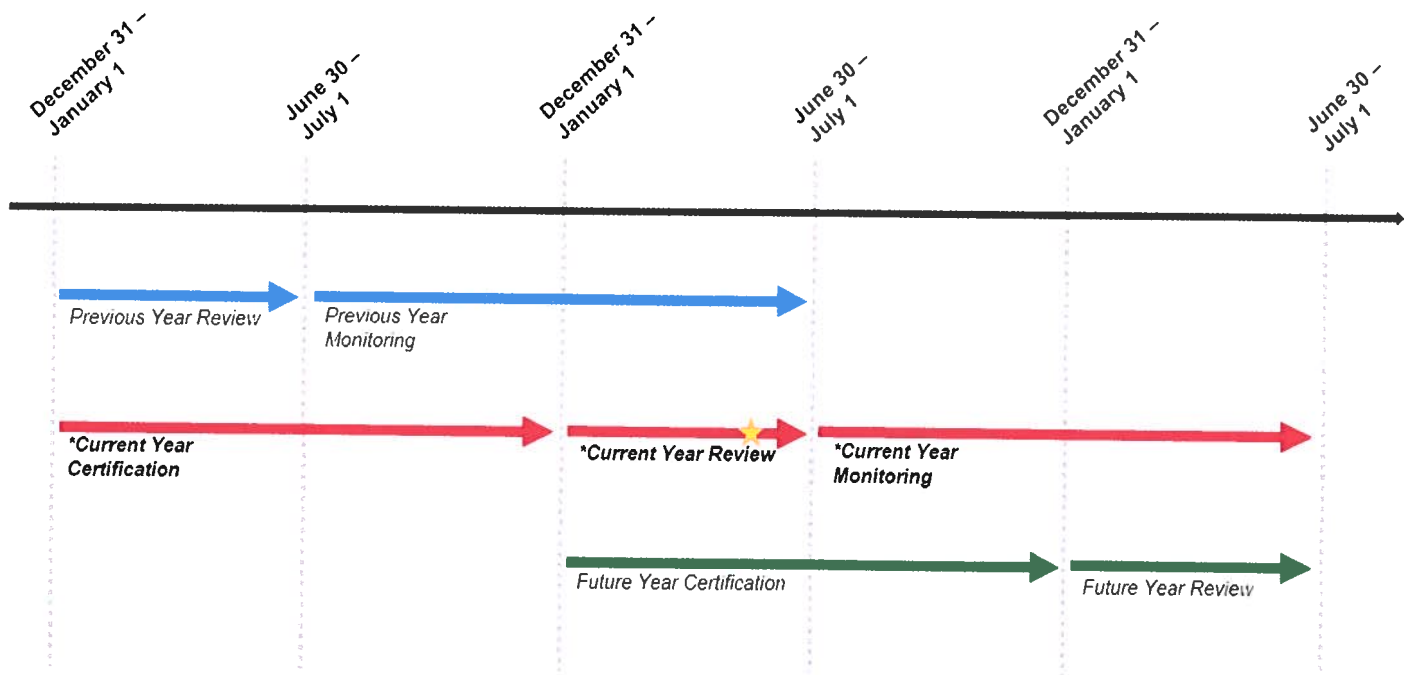 December 31 –
January 1
June 30 –
July 1
December 31 –
January 1
June 30 –
July 1
December 31 –
January 1
June 30 –
July 1
Previous Year Review
Previous Year
Monitoring
*Current Year
Certification
*Current Year Review
*Current Year
Monitoring
Future Year Certification
Future Year Review